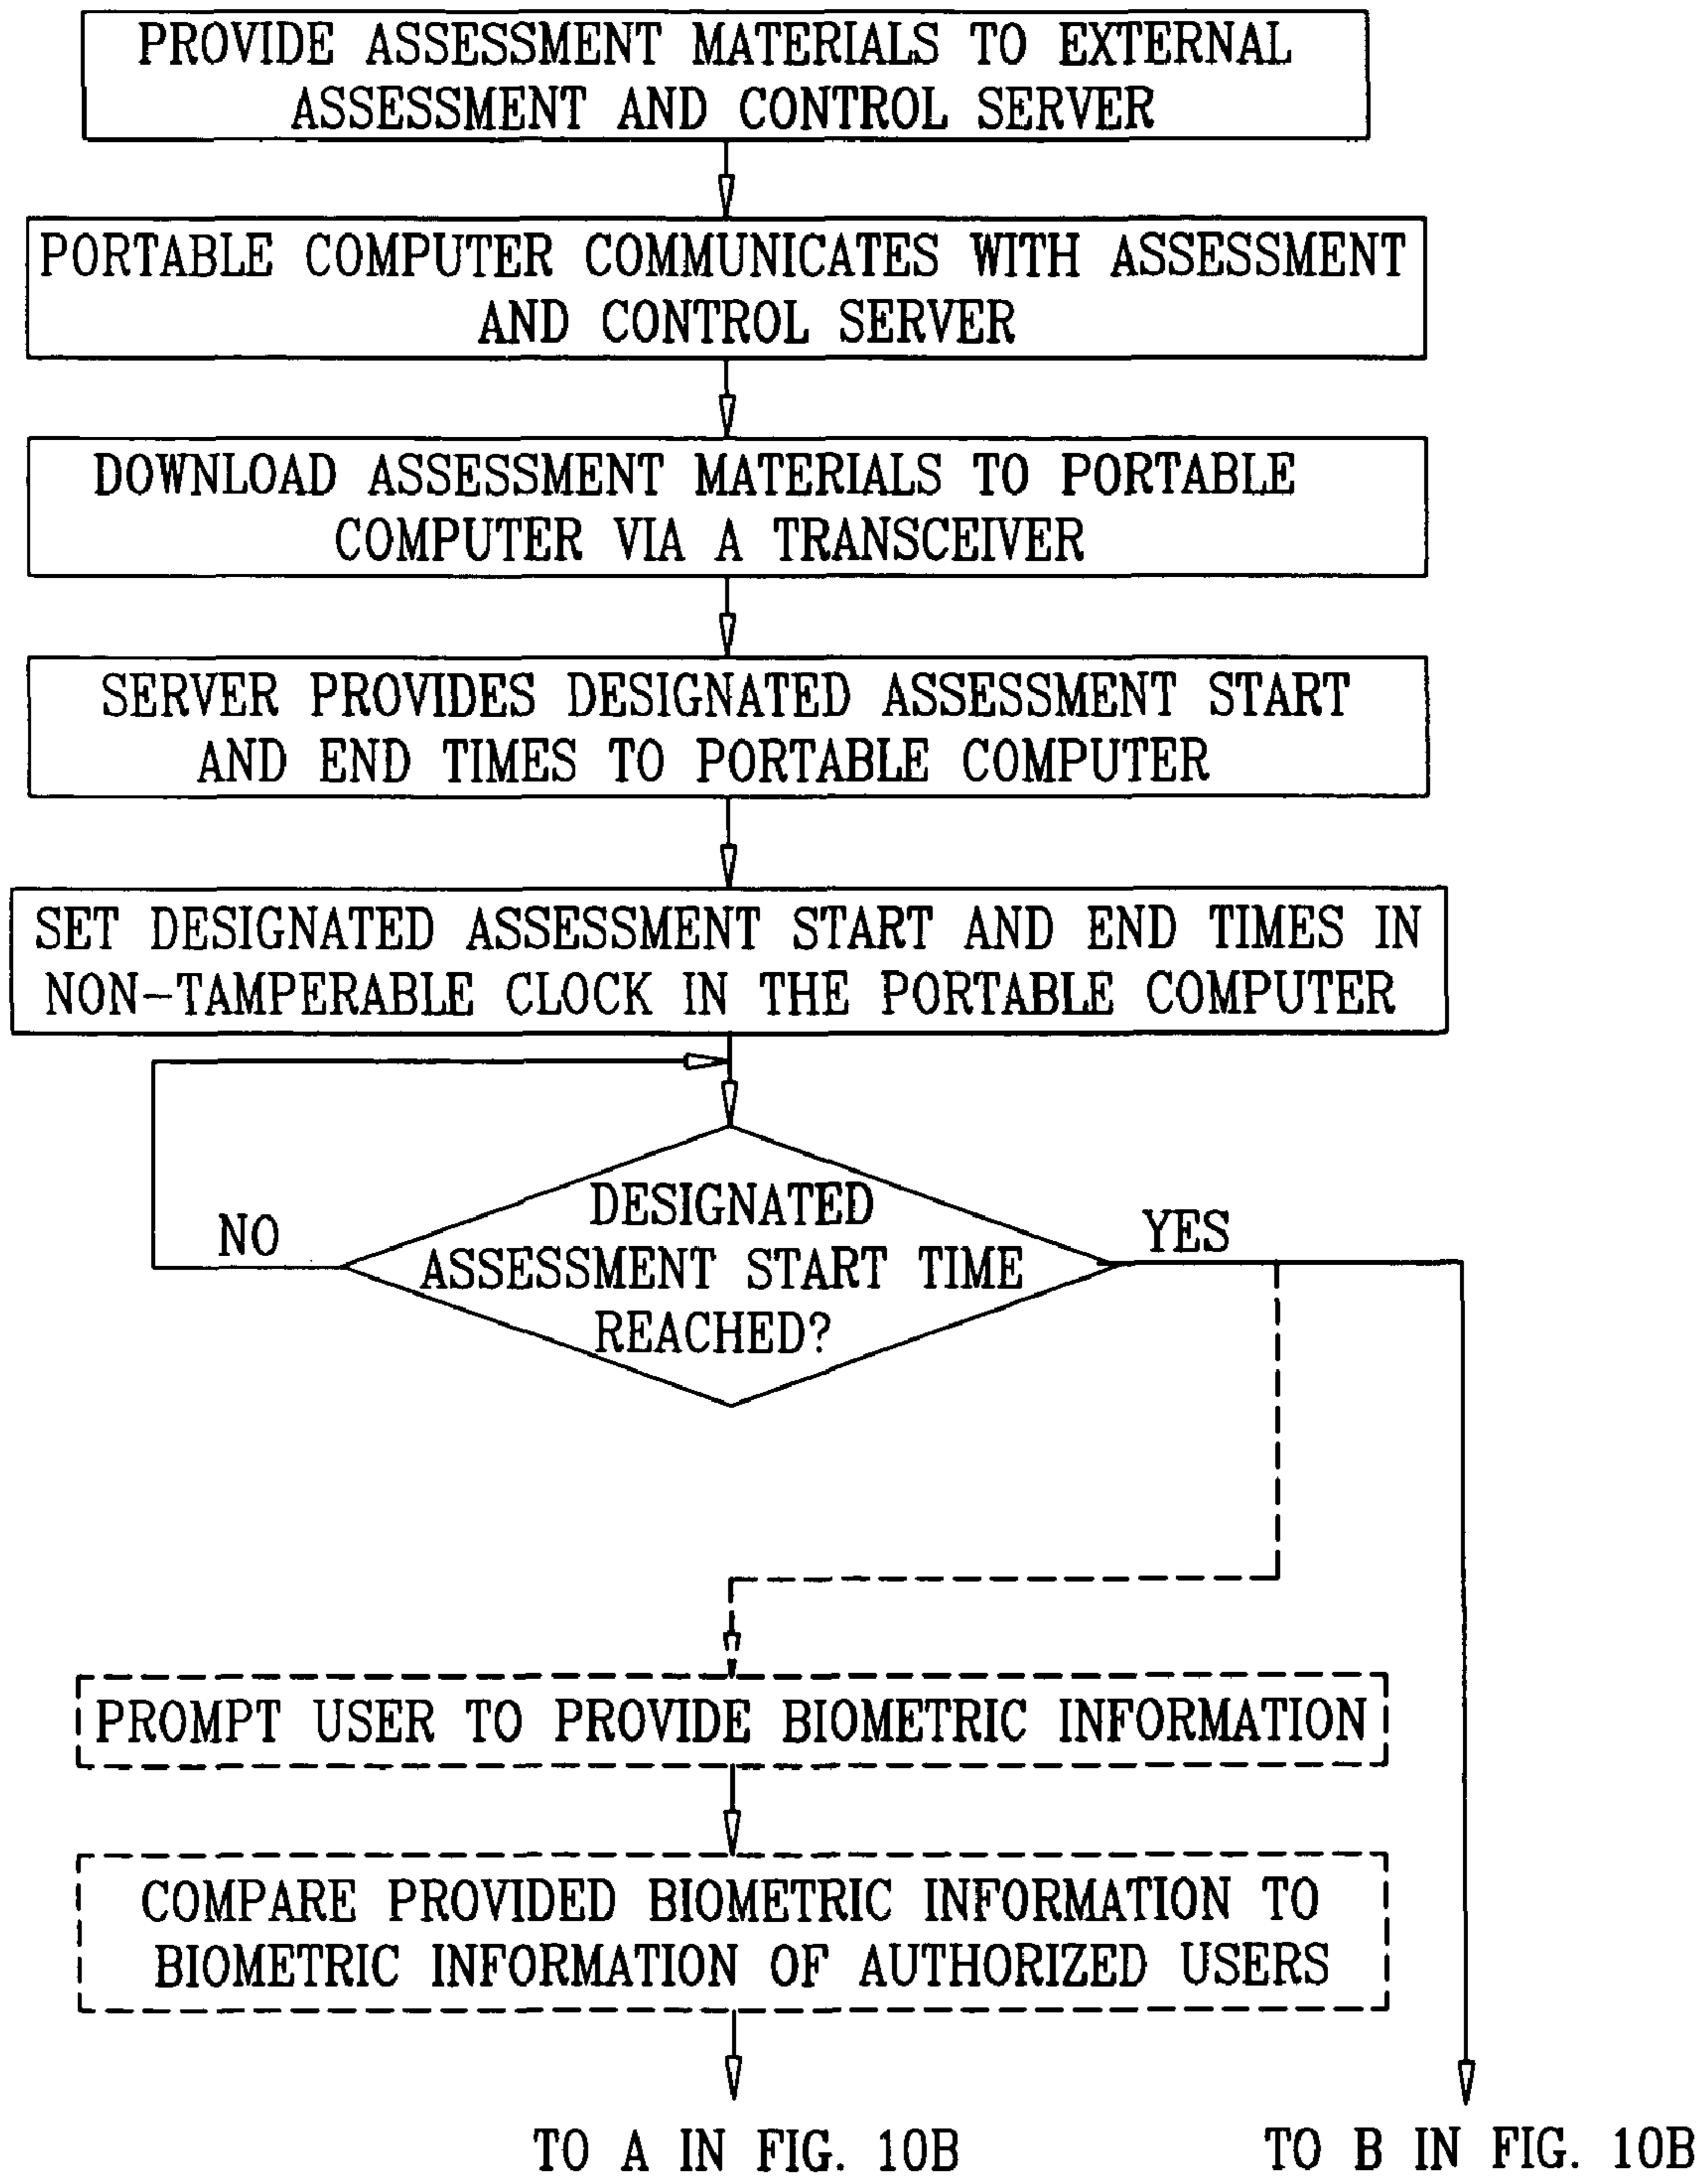 PROVIDE ASSESSMENT MATERIALS TO EXTERNAL
ASSESSMENT AND CONTROL SERVER
PORTABLE COMPUTER COMMUNICATES WITH ASSESSMENT
AND CONTROL SERVER
DOWNLOAD ASSESSMENT MATERIALS TO PORTABLE
COMPUTER VIA A TRANSCEIVER
SERVER PROVIDES DESIGNATED ASSESSMENT START
AND END TIMES TO PORTABLE COMPUTER
SET DESIGNATED ASSESSMENT START AND END TIMES IN
NON-TAMPERABLE CLOCK IN THE PORTABLE COMPUTER
DESIGNATED
ASSESSMENT START TIME
REACHED?
NO
YES
PROMPT USER TO PROVIDE BIOMETRIC INFORMATION
COMPARE PROVIDED BIOMETRIC INFORMATION TO
BIOMETRIC INFORMATION OF AUTHORIZED USERS
TO A IN FIG. 10B
TO B IN FIG. 10B